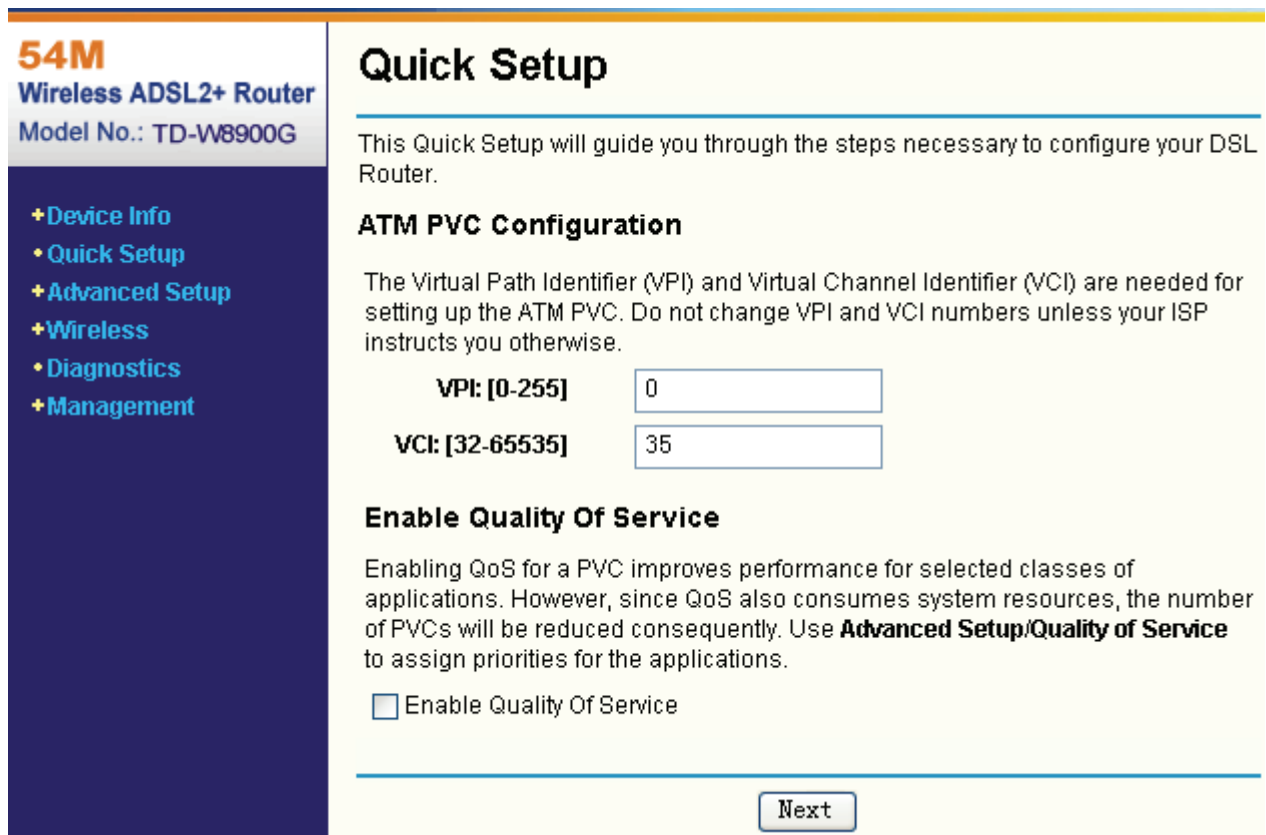 54M
Wireless ADSL2+ Router
Model No.: TD-W8900G
+Device Info
•Quick Setup
+Advanced Setup
+Wireless
•Diagnostics
+Management
Quick Setup
This Quick Setup will guide you through the steps necessary to configure your DSL
Router.
ATM PVC Configuration
The Virtual Path Identifier (VPI) and Virtual Channel Identifier (VCI) are needed for
setting up the ATM PVC. Do not change VPI and VCI numbers unless your ISP
instructs you otherwise.
VPI: [0-255] 0
VCI: [32-65535] 35
Enable Quality Of Service
Enabling QoS for a PVC improves performance for selected classes of
applications. However, since QoS also consumes system resources, the number
of PVCs will be reduced consequently. Use Advanced Setup/Quality of Service
to assign priorities for the applications.
Enable Quality Of Service
Next